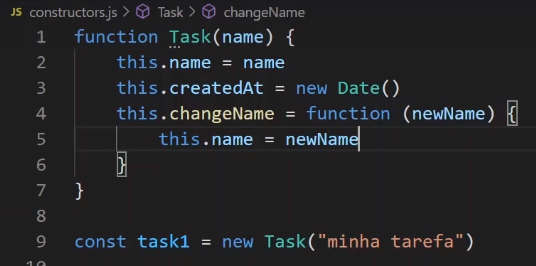 JS constructors.js > Task > changeName
1 function Task(name) {
2 this.name = name
3 this.createdAt = new Date()
4 this.changeName = function (newName) {
5 this.name = newName
6 }
7 }
8
9 const task1 = new Task("minha tarefa")
10